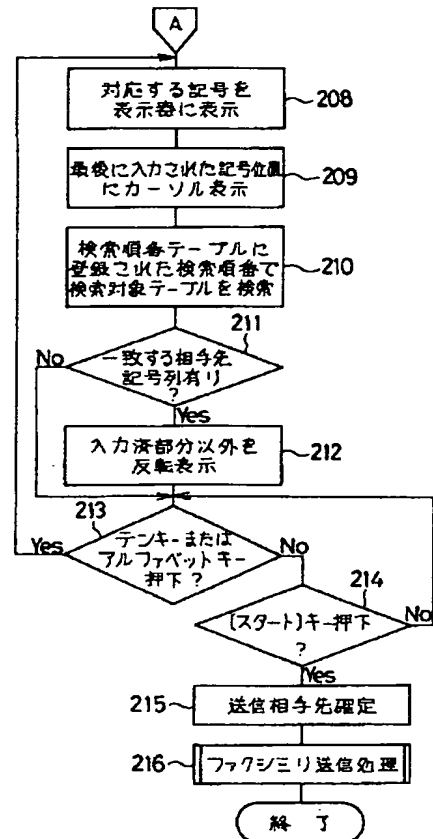 A
対応する記号を
表示器に表示
208
最後に入力された記号位置
にカーソル表示
209
検索順番テーブルに
登録された検索順番で
検索対象テーブルを検索
210
211
No
一致する相手先
記号列有り
?
Yes
入力済部分以外を
反転表示
212
213
Yes
テンキーまたは
アルファベットキー
押下?
No
214
[スタート]キー押下
?
No
Yes
215
送信相手先確定
216
ファクシミリ送信処理
終了